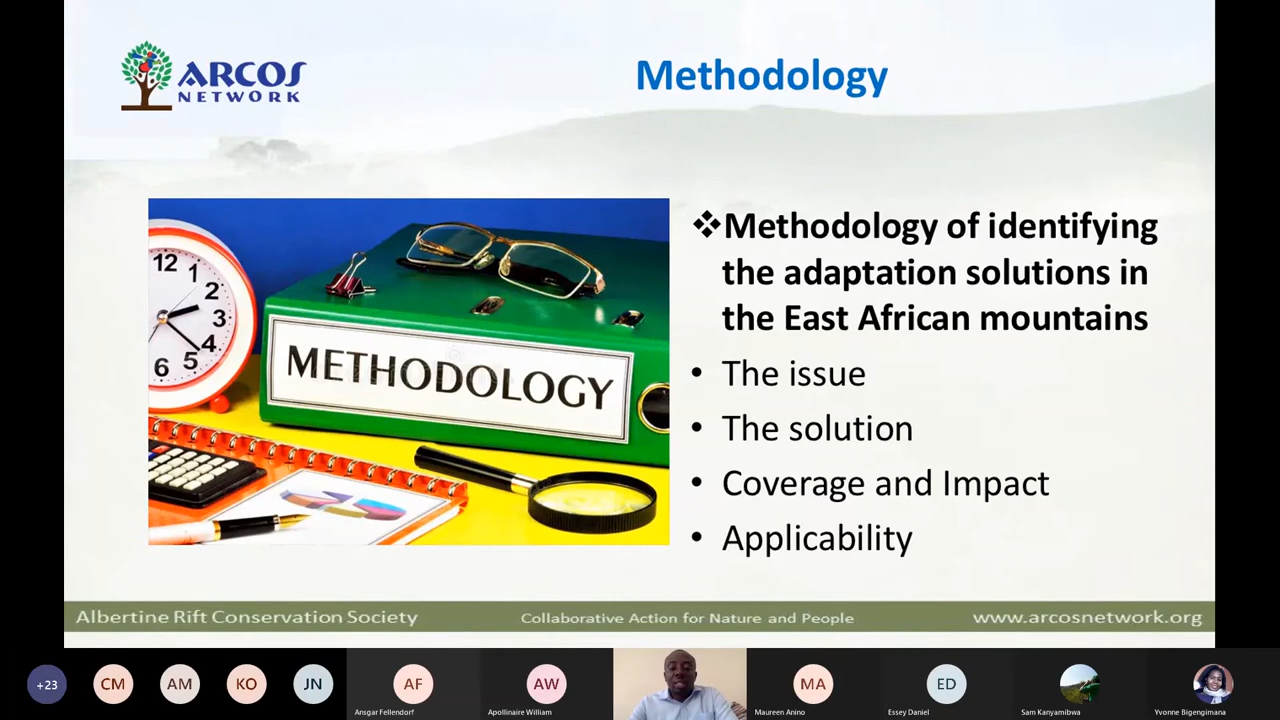 ARCOS
NETWORK
Methodology
12
1
2
3
4
5
6
METHODOLOGY
❖Methodology of identifying
the adaptation solutions in
the East African mountains
• The issue
• The solution
• Coverage and Impact
• Applicability
Albertine Rift Conservation Society
Collaborative Action for Nature and People
www.arcosnetwork.org
+23
CM
AM
KO
JN
AF
Ansgar Fellendorf
AW
Apollinaire William
MA
Maureen Anino
ED
Essey Daniel
Sam Kanyamibwa
Yvonne Bigengimana